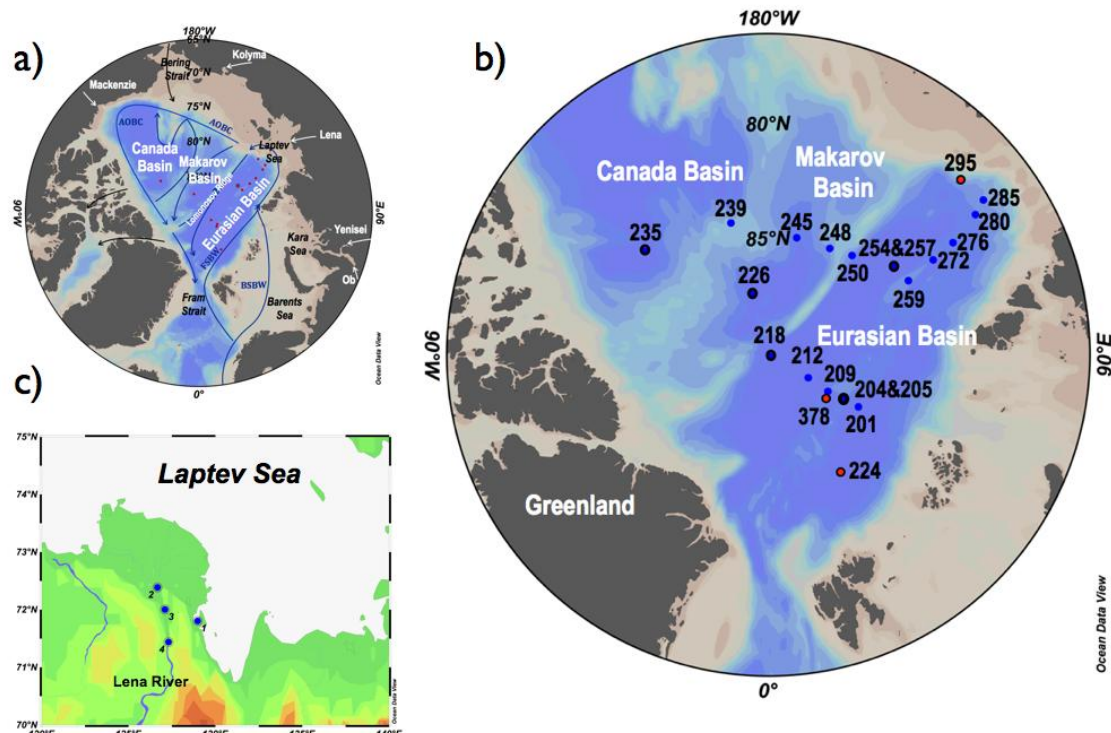 a)
180°W
65°N
Bering
Strait
70°N
Kolyma
Mackenzie
75°N
AOBC
AOBC
Lena
Laptev
Sea
80°N
Canada
Basin
Makarov
Basin
Lomonosov Ridge
Eurasian Basin
90°W
90°E
Yenisei
Kara
Sea
Ob
FSBW
BSBW
Fram
Strait
Barents
Sea
0°
Ocean Data View
b)
180°W
80°N
Canada Basin
Makarov
Basin
295
285
239
280
235
245
85°N
248
254&257
276
250
272
226
259
218
Eurasian Basin
212
209
204&205
378
201
224
Greenland
90°W
90°E
0°
Ocean Data View
c)
75°N
Laptev Sea
74°N
73°N
2
72°N
3
1
4
71°N
Lena River
70°N
Ocean Data View